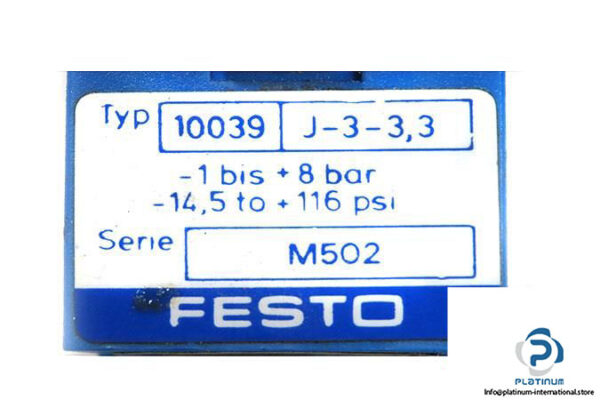 Typ 10039 J-3-3,3
-1 bis + 8 bar
-14,5 to + 116 psi
Serie M502
FESTO
PLATINUM
Info@platinum-international.store